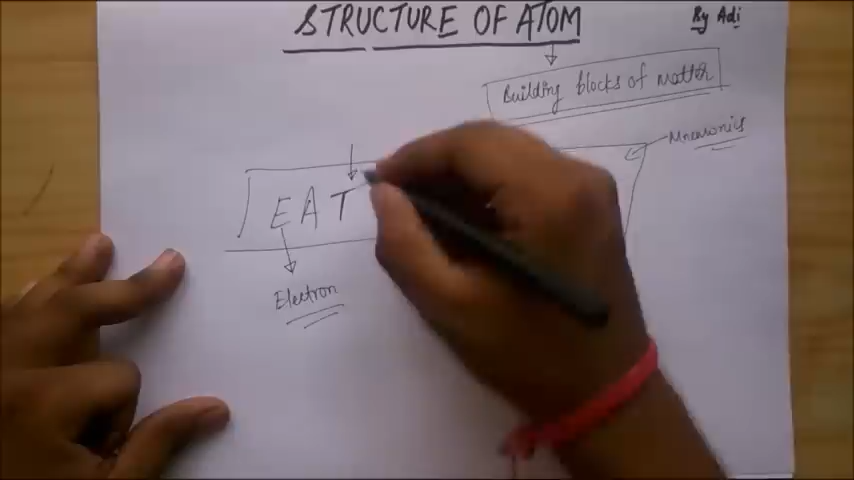 STRUCTURE OF ATOM
By Adi
Building blocks of matter
Mnemonics
EAT
Electron